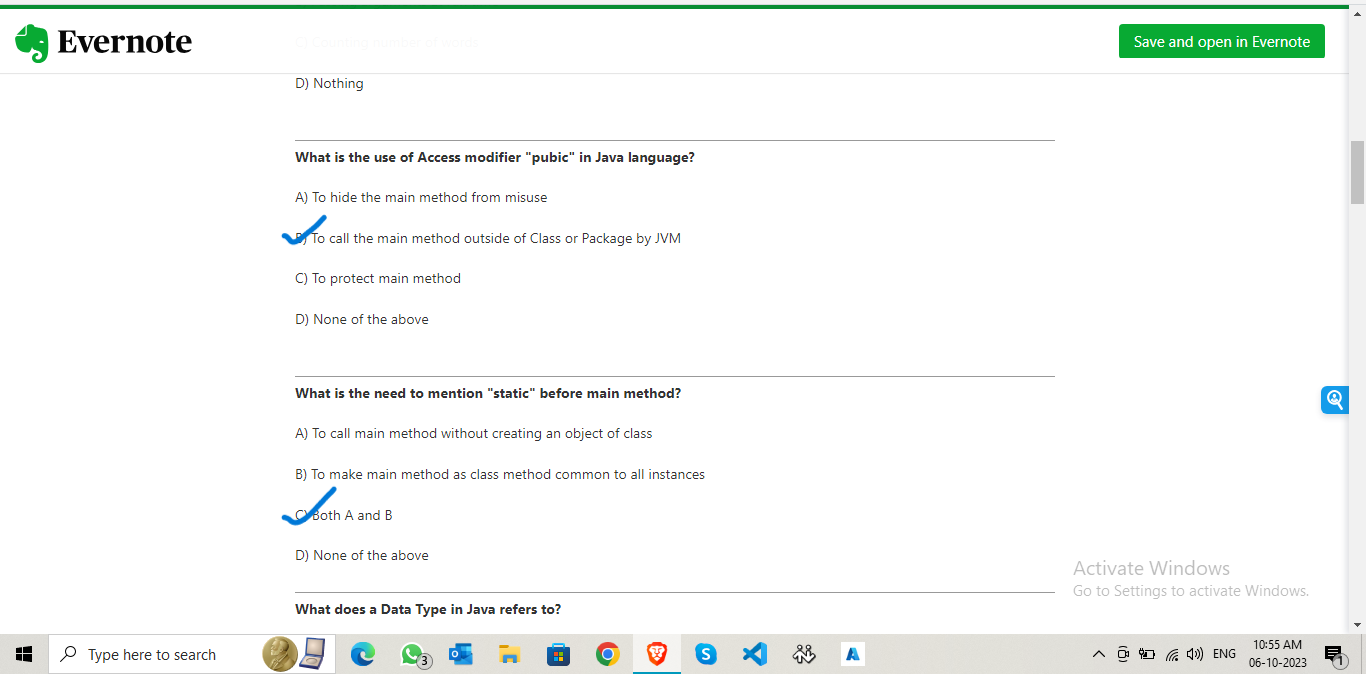 Evernote
C) Counting number of words
Save and open in Evernote
D) Nothing
What is the use of Access modifier "pubic" in Java language?
A) To hide the main method from misuse
B) To call the main method outside of Class or Package by JVM
C) To protect main method
D) None of the above
What is the need to mention "static" before main method?
A) To call main method without creating an object of class
B) To make main method as class method common to all instances
C) Both A and B
D) None of the above
What does a Data Type in Java refers to?
Activate Windows
Go to Settings to activate Windows.
Type here to search
3
ENG
10:55 AM
06-10-2023
1